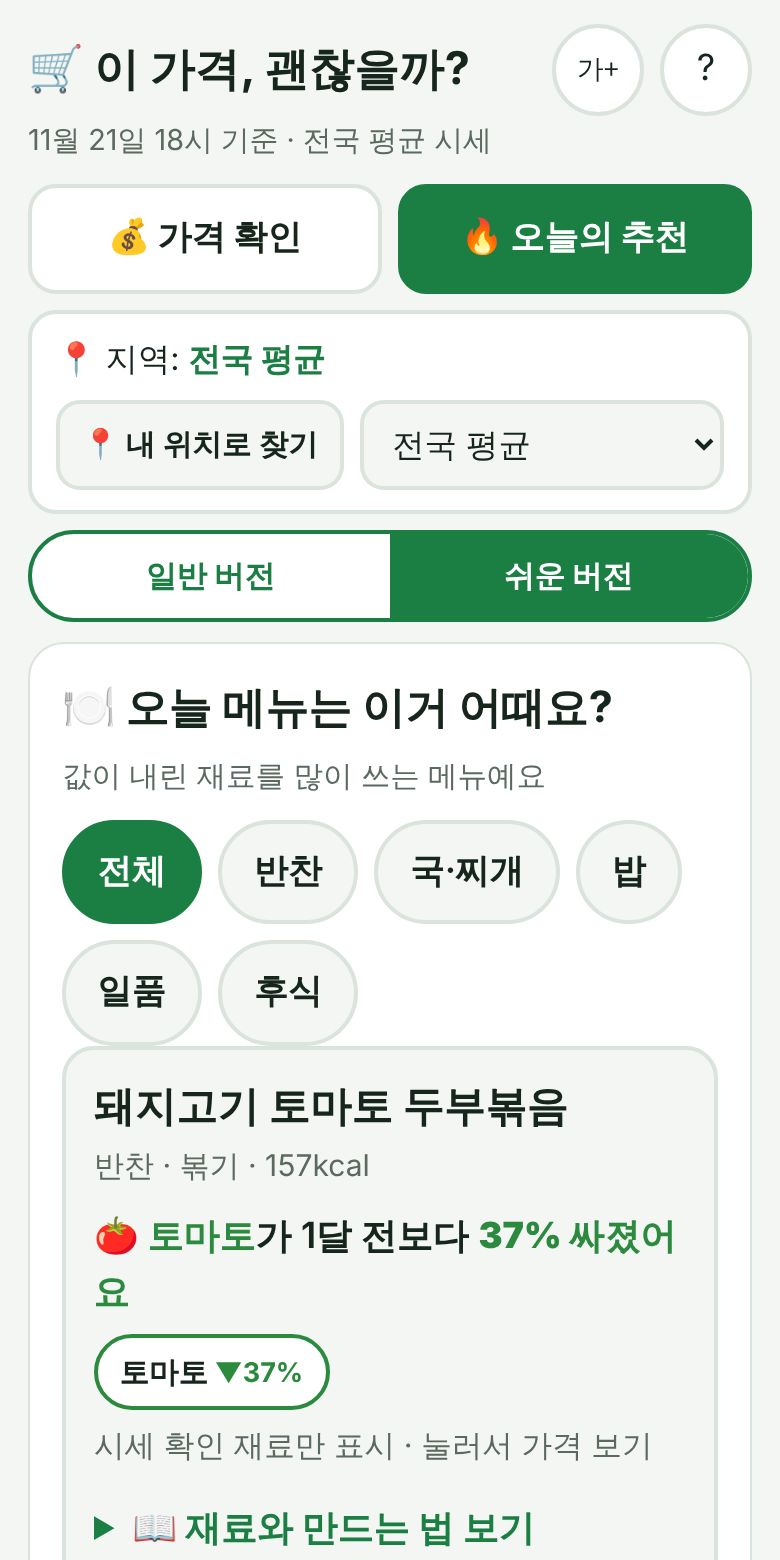 🛒 이 가격, 괜찮을까?
가+
?
11월 21일 18시 기준 · 전국 평균 시세
💰 가격 확인
🔥 오늘의 추천
📍 지역: 전국 평균
📍 내 위치로 찾기
전국 평균
일반 버전
쉬운 버전
🍽️ 오늘 메뉴는 이거 어때요?
값이 내린 재료를 많이 쓰는 메뉴예요
전체
반찬
국·찌개
밥
일품
후식
돼지고기 토마토 두부볶음
반찬 · 볶기 · 157kcal
🍅 토마토가 1달 전보다 37% 싸졌어
요
토마토 ▼37%
시세 확인 재료만 표시 · 눌러서 가격 보기
▶ 📖 재료와 만드는 법 보기